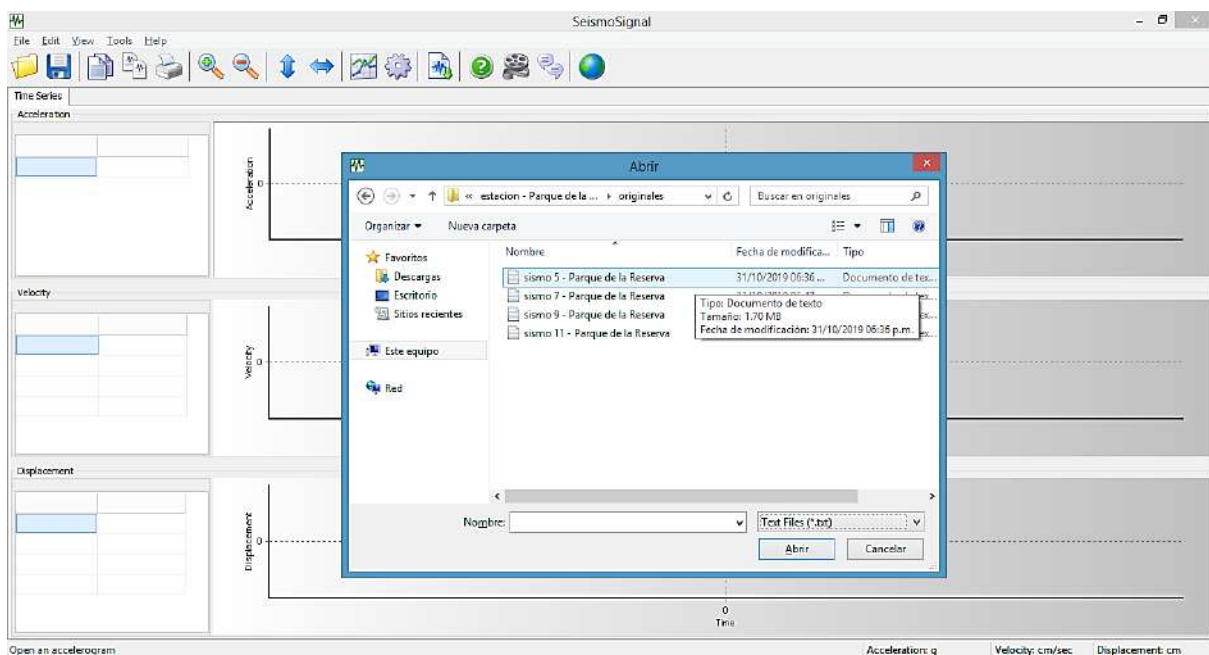 SeismoSignal
File Edit View Tools Help
Time Series
Acceleration
Acceleration
0
Velocity
Velocity
0
Displacement
Displacement
0
0
Time
Abrir
« estacion - Parque de la ... originales
Buscar en originales
Organizar Nueva carpeta
Favoritos
Descargas
Escritorio
Sitios recientes
Este equipo
Red
Nombre Fecha de modifica... Tipo
sismo 5 - Parque de la Reserva 31/10/2019 06:36 ... Documento de tex...
sismo 7 - Parque de la Reserva
sismo 9 - Parque de la Reserva
sismo 11 - Parque de la Reserva
Tipo: Documento de texto
Tamaño: 1.70 MB
Fecha de modificación: 31/10/2019 06:36 p.m.
Nombre: Text Files (*.txt)
Abrir Cancelar
Open an accelerogram Acceleration: g Velocity: cm/sec Displacement: cm